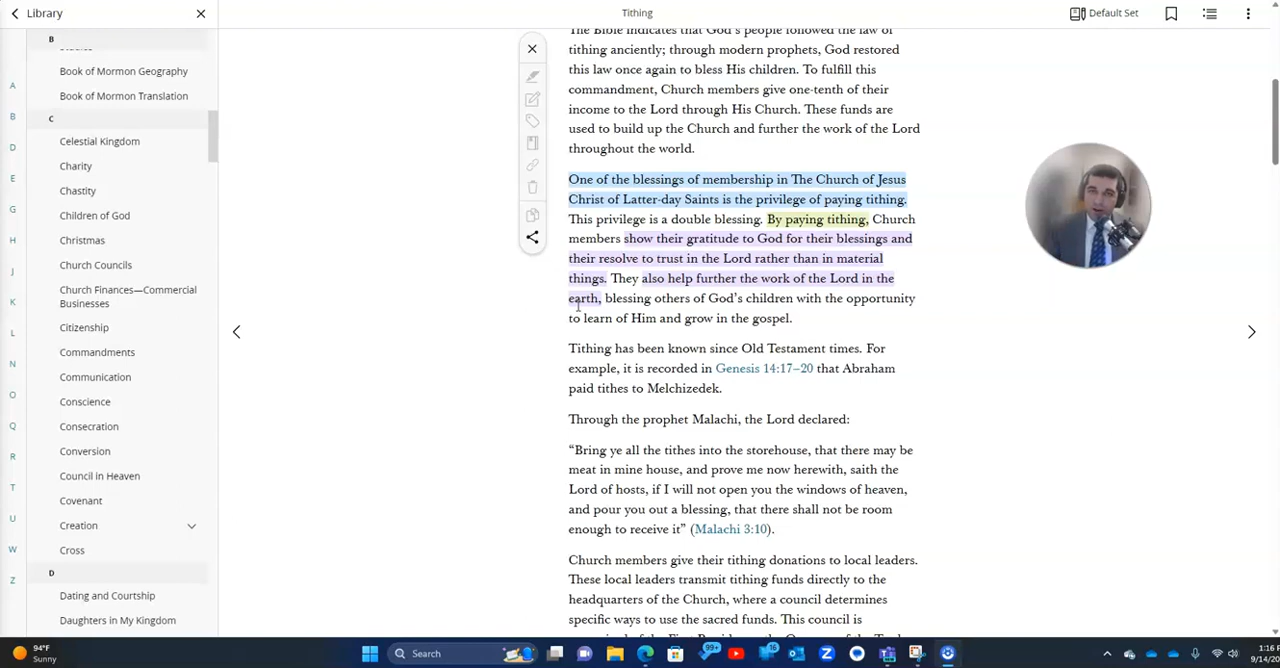 Library
Tithing
Default Set
B
Book of Mormon Geography
Book of Mormon Translation
C
Celestial Kingdom
Charity
Chastity
Children of God
Christmas
Church Councils
Church Finances—Commercial
Businesses
Citizenship
Commandments
Communication
Conscience
Consecration
Conversion
Council in Heaven
Covenant
Creation
Cross
D
Dating and Courtship
Daughters in My Kingdom
A
B
D
E
G
H
J
K
L
N
O
Q
R
T
U
W
Z
The Bible indicates that God's people followed the law of
tithing anciently; through modern prophets, God restored
this law once again to bless His children. To fulfill this
commandment, Church members give one-tenth of their
income to the Lord through His Church. These funds are
used to build up the Church and further the work of the Lord
throughout the world.
One of the blessings of membership in The Church of Jesus
Christ of Latter-day Saints is the privilege of paying tithing.
This privilege is a double blessing. By paying tithing, Church
members show their gratitude to God for their blessings and
their resolve to trust in the Lord rather than in material
things. They also help further the work of the Lord in the
earth, blessing others of God's children with the opportunity
to learn of Him and grow in the gospel.
Tithing has been known since Old Testament times. For
example, it is recorded in Genesis 14:17–20 that Abraham
paid tithes to Melchizedek.
Through the prophet Malachi, the Lord declared:
“Bring ye all the tithes into the storehouse, that there may be
meat in mine house, and prove me now herewith, saith the
Lord of hosts, if I will not open you the windows of heaven,
and pour you out a blessing, that there shall not be room
enough to receive it” (Malachi 3:10).
Church members give their tithing donations to local leaders.
These local leaders transmit tithing funds directly to the
headquarters of the Church, where a council determines
specific ways to use the sacred funds. This council is
94°F
Sunny
Search
99+
16
1:16
9/14/20